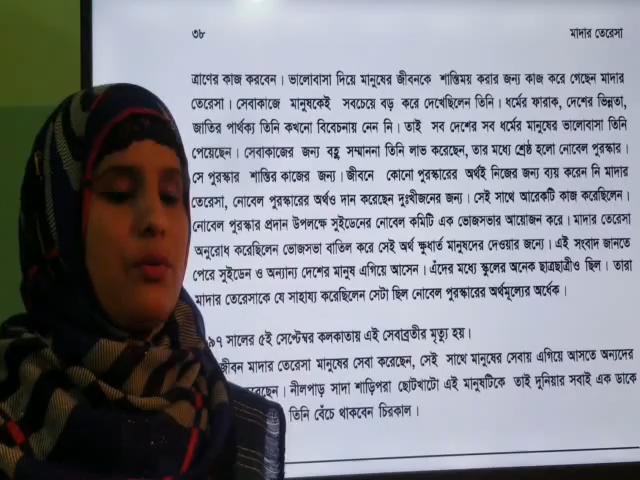 ৩৮ মাদার তেরেসা
ত্রাণের কাজ করবেন। ভালোবাসা দিয়ে মানুষের জীবনকে শান্তিময় করার জন্য কাজ করে গেছেন মাদার
তেরেসা। সেবাকাজে মানুষকেই সবচেয়ে বড় করে দেখেছিলেন তিনি। ধর্মের ফারাক, দেশের ভিন্নতা,
জাতির পার্থক্য তিনি কখনো বিবেচনায় নেন নি। তাই সব দেশের সব ধর্মের মানুষের ভালোবাসা তিনি
পেয়েছেন। সেবাকাজের জন্য বহু সম্মাননা তিনি লাভ করেছেন, তার মধ্যে শ্রেষ্ঠ হলো নোবেল পুরস্কার।
সে পুরস্কার শান্তির কাজের জন্য। জীবনে কোনো পুরস্কারের অর্থই নিজের জন্য ব্যয় করেন নি মাদার
তেরেসা, নোবেল পুরস্কারের অর্থও দান করেছেন দুঃখীজনের জন্য। সেই সাথে আরেকটি কাজ করেছিলেন।
নোবেল পুরস্কার প্রদান উপলক্ষে সুইডেনের নোবেল কমিটি এক ভোজসভার আয়োজন করে। মাদার তেরেসা
অনুরোধ করেছিলেন ভোজসভা বাতিল করে সেই অর্থ ক্ষুধার্ত মানুষদের দেওয়ার জন্যে। এই সংবাদ জানতে
পেরে সুইডেন ও অন্যান্য দেশের মানুষ এগিয়ে আসেন। এঁদের মধ্যে স্কুলের অনেক ছাত্রছাত্রীও ছিল। তারা
মাদার তেরেসাকে যে সাহায্য করেছিলেন সেটা ছিল নোবেল পুরস্কারের অর্থমূল্যের অর্ধেক।
৯৭ সালের ৫ই সেপ্টেম্বর কলকাতায় এই সেবাব্রতীর মৃত্যু হয়।
জীবন মাদার তেরেসা মানুষের সেবা করেছেন, সেই সাথে মানুষের সেবায় এগিয়ে আসতে অন্যদের
নীলপাড় সাদা শাড়িপরা ছোটখাটো এই মানুষটিকে তাই দুনিয়ার সবাই এক ডাকে
তিনি বেঁচে থাকবেন চিরকাল।